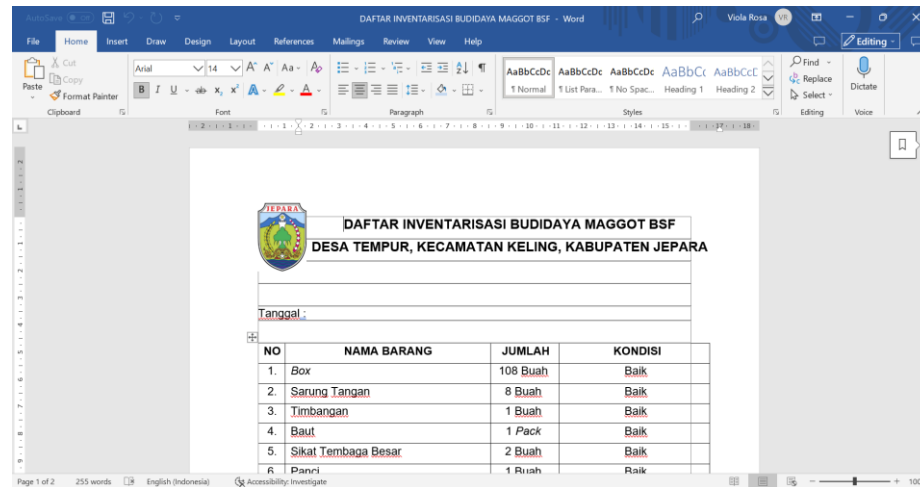 AutoSave
DAFTAR INVENTARISASI BUDIDAYA MAGGOT BSF - Word
Viola Rosa
VR
File Home Insert Draw Design Layout References Mailings Review View Help
Editing
Paste
Cut
Copy
Format Painter
Clipboard
Arial 14
Font
Paragraph
AaBbCcDc AaBbCcDc AaBbCcDc AaBbCc AaBbCcC
¶ Normal ¶ List Para... ¶ No Spac... Heading 1 Heading 2
Styles
Find
Replace
Select
Editing
Dictate
Voice
JEPARA
DAFTAR INVENTARISASI BUDIDAYA MAGGOT BSF
DESA TEMPUR, KECAMATAN KELING, KABUPATEN JEPARA
Tanggal :
NO NAMA BARANG JUMLAH KONDISI
1. Box 108 Buah Baik
2. Sarung Tangan 8 Buah Baik
3. Timbangan 1 Buah Baik
4. Baut 1 Pack Baik
5. Sikat Tembaga Besar 2 Buah Baik
6. Panci 1 Buah Baik
Page 1 of 2 255 words English (Indonesia) Accessibility: Investigate